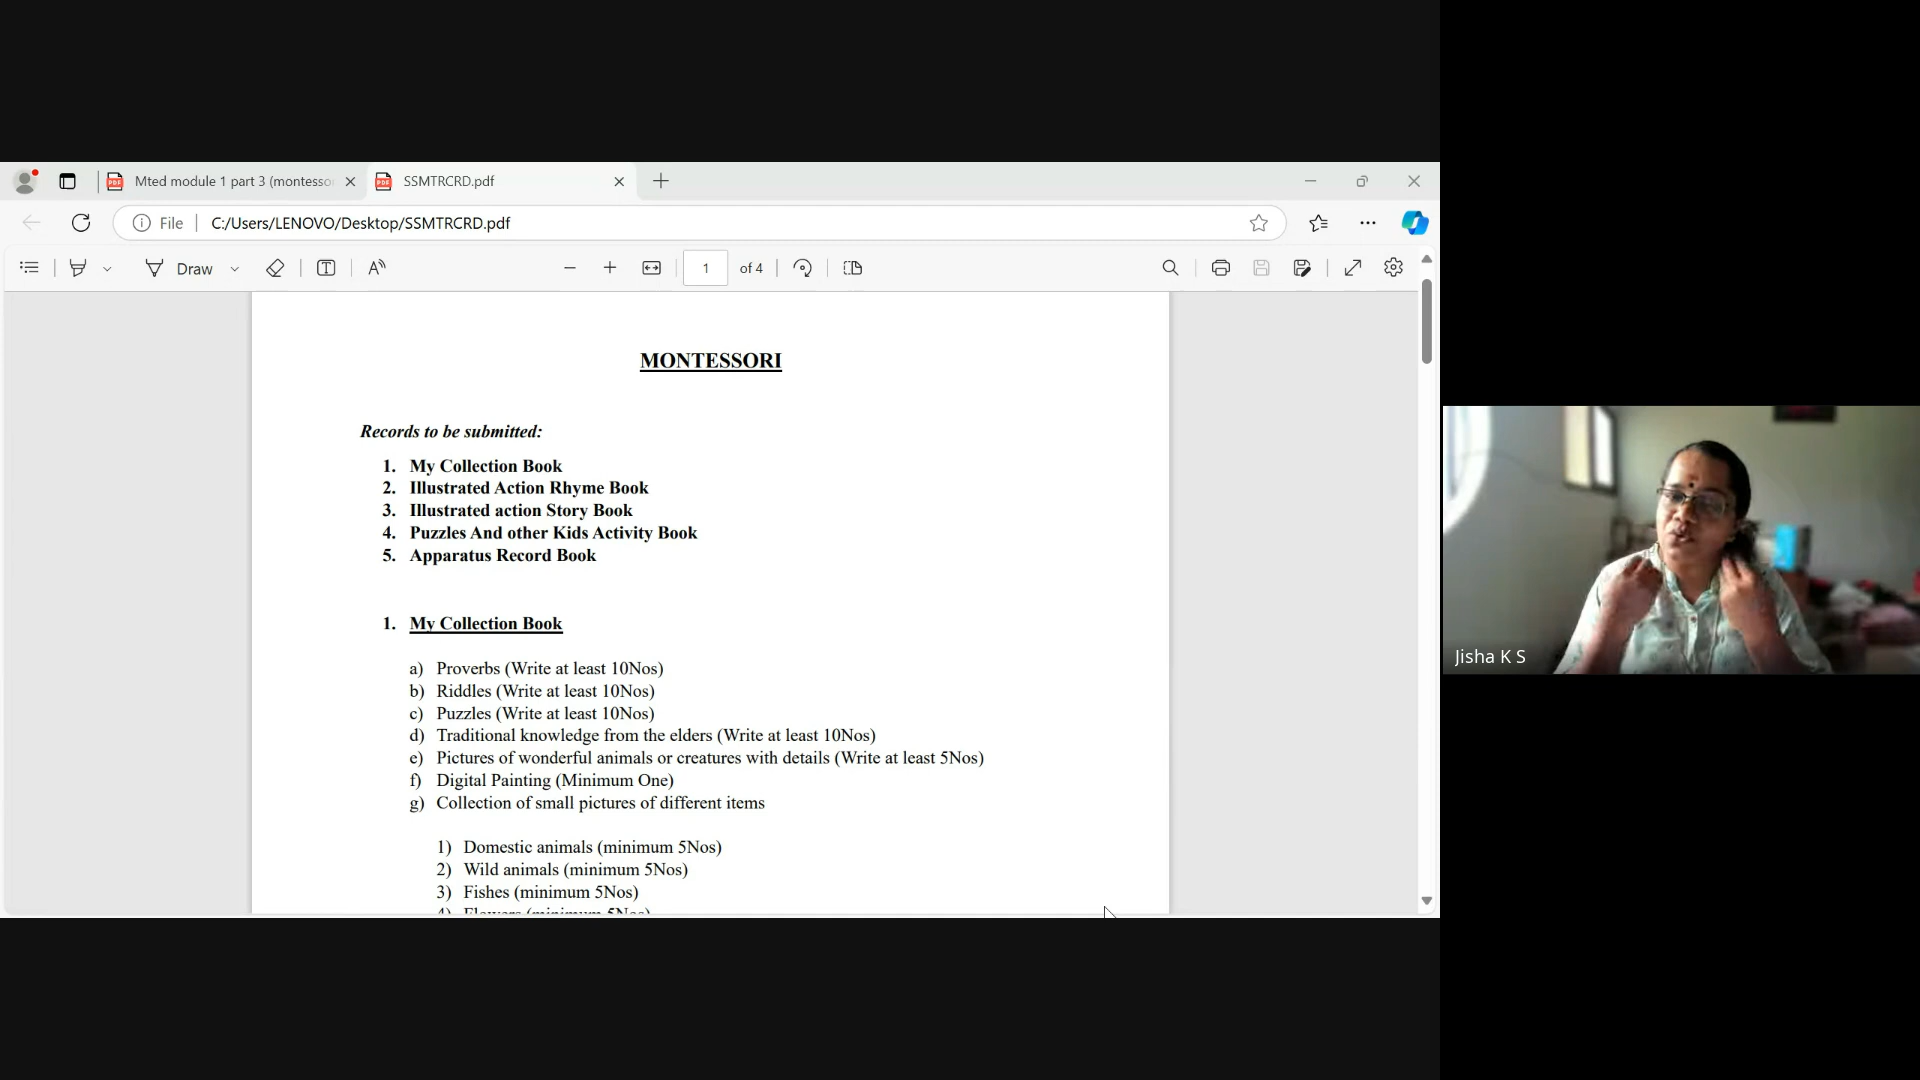 Mted module 1 part 3 (montesso
SSMTRCRD.pdf
File
C:/Users/LENOVO/Desktop/SSMTRCRD.pdf
Draw
1 of 4
MONTESSORI
Records to be submitted:
1. My Collection Book
2. Illustrated Action Rhyme Book
3. Illustrated action Story Book
4. Puzzles And other Kids Activity Book
5. Apparatus Record Book
1. My Collection Book
a) Proverbs (Write at least 10Nos)
b) Riddles (Write at least 10Nos)
c) Puzzles (Write at least 10Nos)
d) Traditional knowledge from the elders (Write at least 10Nos)
e) Pictures of wonderful animals or creatures with details (Write at least 5Nos)
f) Digital Painting (Minimum One)
g) Collection of small pictures of different items
1) Domestic animals (minimum 5Nos)
2) Wild animals (minimum 5Nos)
3) Fishes (minimum 5Nos)
4) Flowers (minimum 5Nos)
Jisha K S